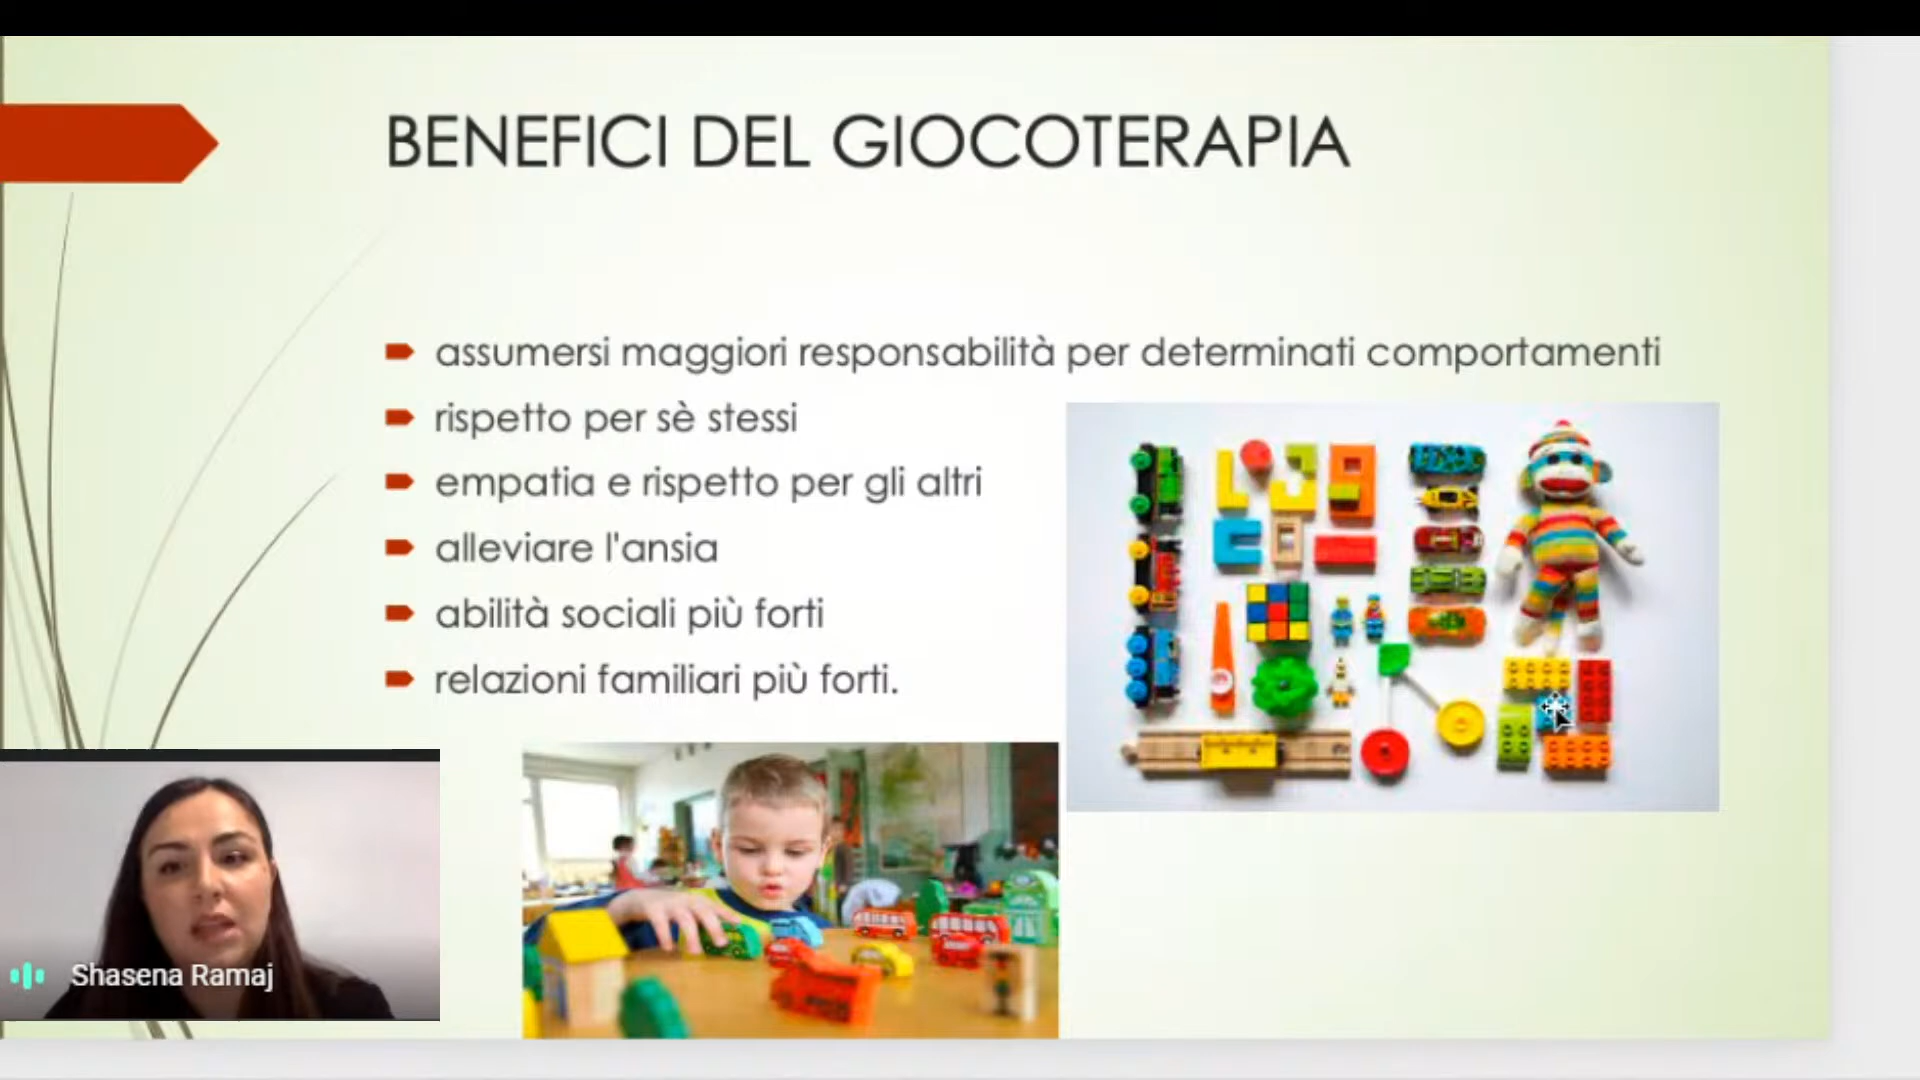 BENEFICI DEL GIOCOTERAPIA
assumersi maggiori responsabilità per determinati comportamenti
rispetto per sè stessi
empatia e rispetto per gli altri
alleviare l'ansia
abilità sociali più forti
relazioni familiari più forti.
Shasena Ramaj